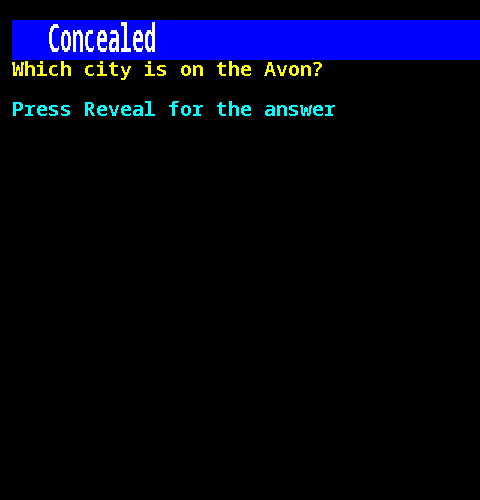 Concealed
Which city is on the Avon?
Press Reveal for the answer